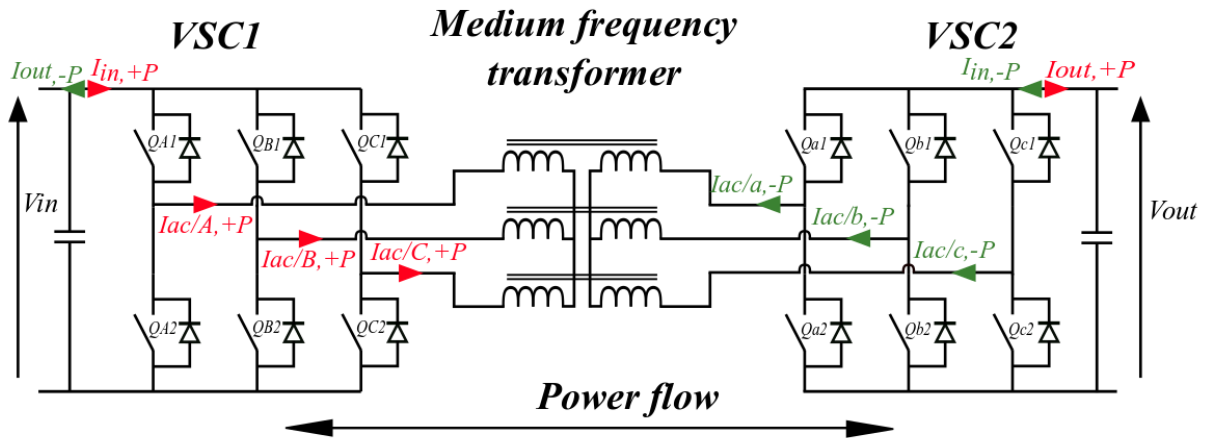 VSC1
Medium frequency
transformer
VSC2
Iout,-P
Iin,+P
Iin,-P
Iout,+P
QA1
QB1
QC1
Qa1
Qb1
Qc1
Vin
Vout
Iac/A,+P
Iac/B,+P
Iac/C,+P
Iac/a,-P
Iac/b,-P
Iac/c,-P
QA2
QB2
QC2
Qa2
Qb2
Qc2
Power flow